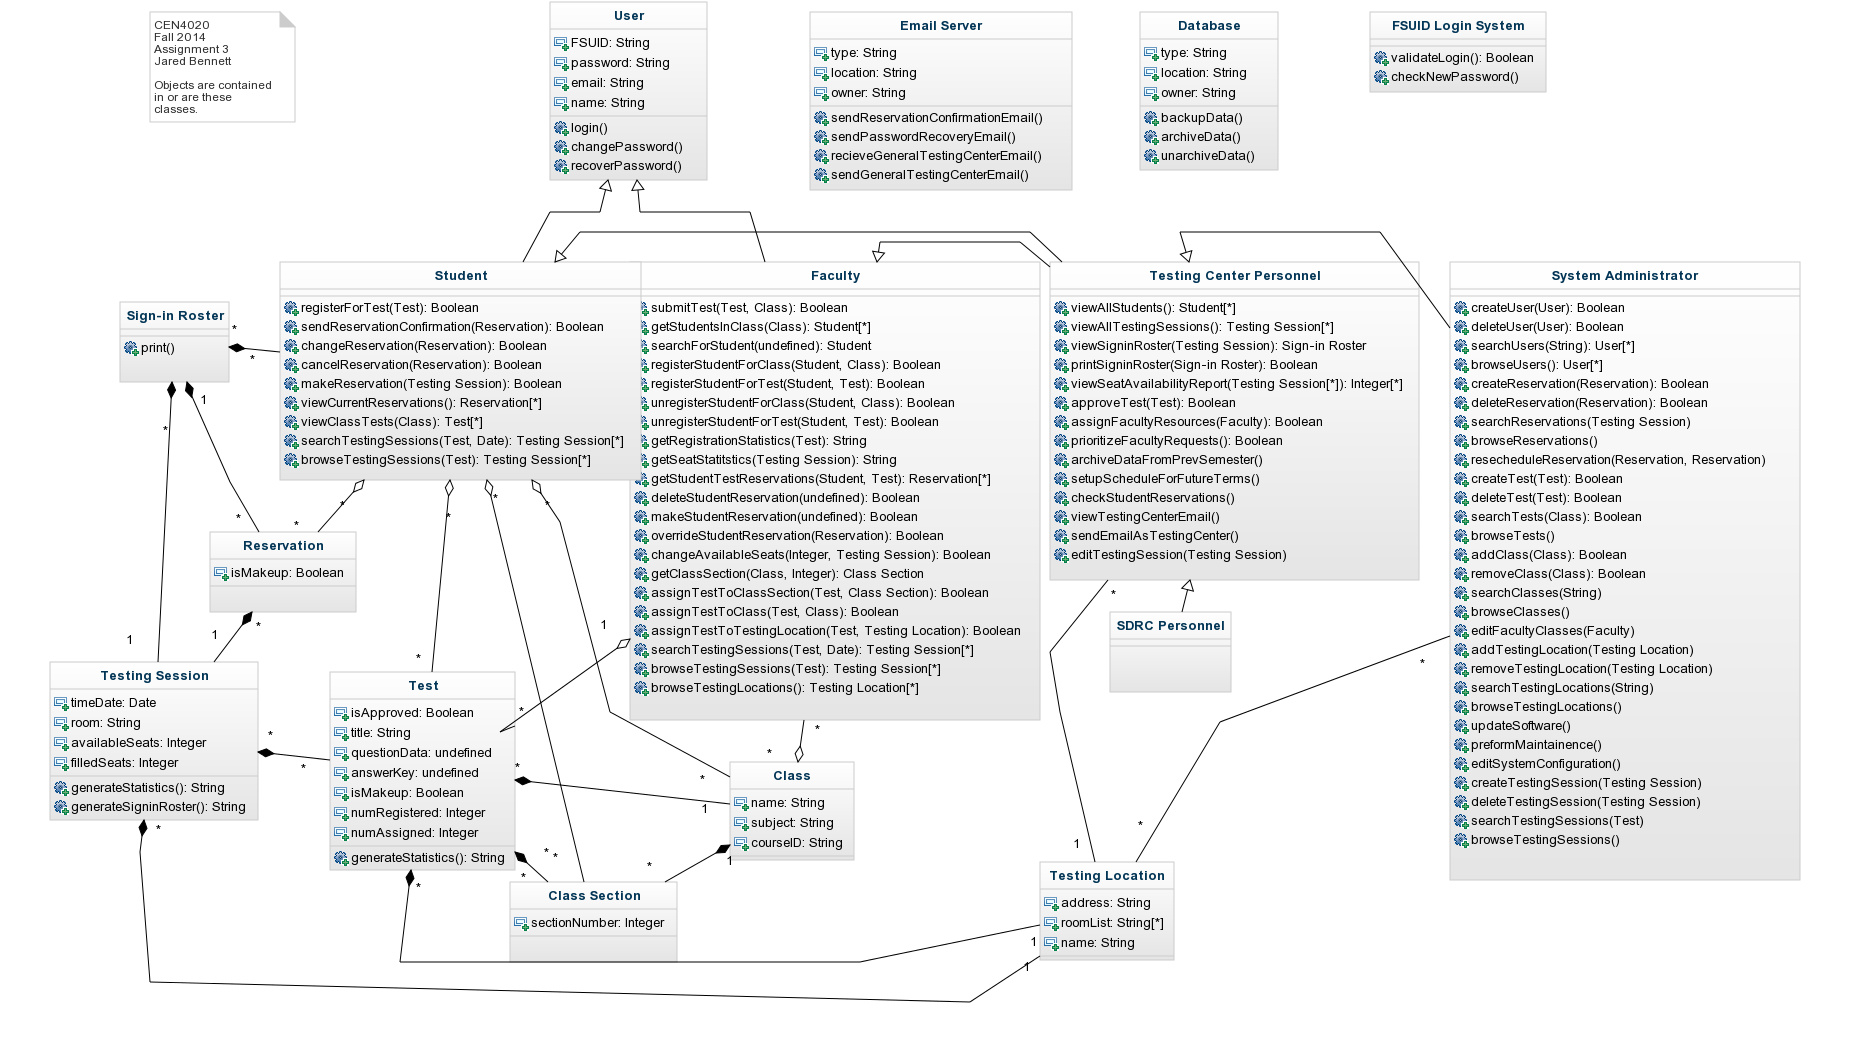 CEN4020
Fall 2014
Assignment 3
Jared Bennett
Objects are contained
in or are these
classes.
User
FSUID: String
password: String
email: String
name: String
login()
changePassword()
recoverPassword()
Email Server
type: String
location: String
owner: String
sendReservationConfirmationEmail()
sendPasswordRecoveryEmail()
recieveGeneralTestingCenterEmail()
sendGeneralTestingCenterEmail()
Database
type: String
location: String
owner: String
backupData()
archiveData()
unarchiveData()
FSUID Login System
validateLogin(): Boolean
checkNewPassword()
Sign-in Roster
print()
*
*
*
1
*
1
Student
registerForTest(Test): Boolean
sendReservationConfirmation(Reservation): Boolean
changeReservation(Reservation): Boolean
cancelReservation(Reservation): Boolean
makeReservation(Testing Session): Boolean
viewCurrentReservations(): Reservation[*]
viewClassTests(Class): Test[*]
searchTestingSessions(Test, Date): Testing Session[*]
browseTestingSessions(Test): Testing Session[*]
*
*
*
*
*
*
*
Faculty
submitTest(Test, Class): Boolean
getStudentsInClass(Class): Student[*]
searchForStudent(undefined): Student
registerStudentForClass(Student, Class): Boolean
registerStudentForTest(Student, Test): Boolean
unregisterStudentForClass(Student, Class): Boolean
unregisterStudentForTest(Student, Test): Boolean
getRegistrationStatistics(Test): String
getSeatStatitstics(Testing Session): String
getStudentTestReservations(Student, Test): Reservation[*]
deleteStudentReservation(undefined): Boolean
makeStudentReservation(undefined): Boolean
overrideStudentReservation(Reservation): Boolean
changeAvailableSeats(Integer, Testing Session): Boolean
getClassSection(Class, Integer): Class Section
assignTestToClassSection(Test, Class Section): Boolean
assignTestToClass(Test, Class): Boolean
assignTestToTestingLocation(Test, Testing Location): Boolean
searchTestingSessions(Test, Date): Testing Session[*]
browseTestingSessions(Test): Testing Session[*]
browseTestingLocations(): Testing Location[*]
1
*
*
*
Testing Center Personnel
viewAllStudents(): Student[*]
viewAllTestingSessions(): Testing Session[*]
viewSigninRoster(Testing Session): Sign-in Roster
printSigninRoster(Sign-in Roster): Boolean
viewSeatAvailabilityReport(Testing Session[*]): Integer[*]
approveTest(Test): Boolean
assignFacultyResources(Faculty): Boolean
prioritizeFacultyRequests(): Boolean
archiveDataFromPrevSemester()
setupScheduleForFutureTerms()
checkStudentReservations()
viewTestingCenterEmail()
sendEmailAsTestingCenter()
editTestingSession(Testing Session)
*
1
SDRC Personnel
System Administrator
createUser(User): Boolean
deleteUser(User): Boolean
searchUsers(String): User[*]
browseUsers(): User[*]
createReservation(Reservation): Boolean
deleteReservation(Reservation): Boolean
searchReservations(Testing Session)
browseReservations()
resecheduleReservation(Reservation, Reservation)
createTest(Test): Boolean
deleteTest(Test): Boolean
searchTests(Class): Boolean
browseTests()
addClass(Class): Boolean
removeClass(Class): Boolean
searchClasses(String)
browseClasses()
editFacultyClasses(Faculty)
addTestingLocation(Testing Location)
removeTestingLocation(Testing Location)
searchTestingLocations(String)
browseTestingLocations()
updateSoftware()
preformMaintainence()
editSystemConfiguration()
createTestingSession(Testing Session)
deleteTestingSession(Testing Session)
searchTestingSessions(Test)
browseTestingSessions()
*
*
Reservation
isMakeup: Boolean
*
1
Testing Session
timeDate: Date
room: String
availableSeats: Integer
filledSeats: Integer
generateStatistics(): String
generateSigninRoster(): String
*
*
*
1
Test
isApproved: Boolean
title: String
questionData: undefined
answerKey: undefined
isMakeup: Boolean
numRegistered: Integer
numAssigned: Integer
generateStatistics(): String
*
1
*
*
*
1
Class
name: String
subject: String
courseID: String
1
*
*
Class Section
sectionNumber: Integer
Testing Location
address: String
roomList: String[*]
name: String